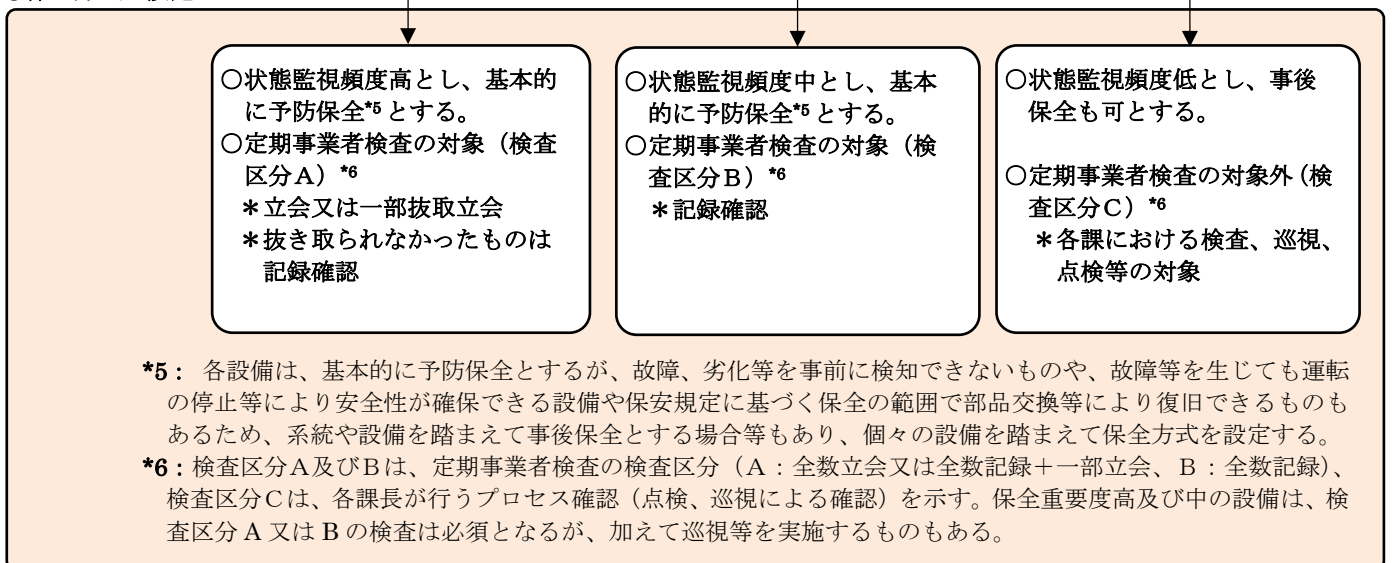 ○状態監視頻度高とし、基本的
に予防保全*5とする。
○定期事業者検査の対象（検査
区分Ａ）*6
＊立会又は一部抜取立会
＊抜き取られなかったものは
記録確認
○状態監視頻度中とし、基本
的に予防保全*5とする。
○定期事業者検査の対象（検
査区分Ｂ）*6
＊記録確認
○状態監視頻度低とし、事後
保全も可とする。
○定期事業者検査の対象外（検
査区分Ｃ）*6
＊各課における検査、巡視、
点検等の対象
*5： 各設備は、基本的に予防保全とするが、故障、劣化等を事前に検知できないものや、故障等を生じても運転
の停止等により安全性が確保できる設備や保安規定に基づく保全の範囲で部品交換等により復旧できるものも
あるため、系統や設備を踏まえて事後保全とする場合等もあり、個々の設備を踏まえて保全方式を設定する。
*6：検査区分Ａ及びＢは、定期事業者検査の検査区分（Ａ：全数立会又は全数記録＋一部立会、Ｂ：全数記録）、
検査区分Ｃは、各課長が行うプロセス確認（点検、巡視による確認）を示す。保全重要度高及び中の設備は、検
査区分 A 又は B の検査は必須となるが、加えて巡視等を実施するものもある。